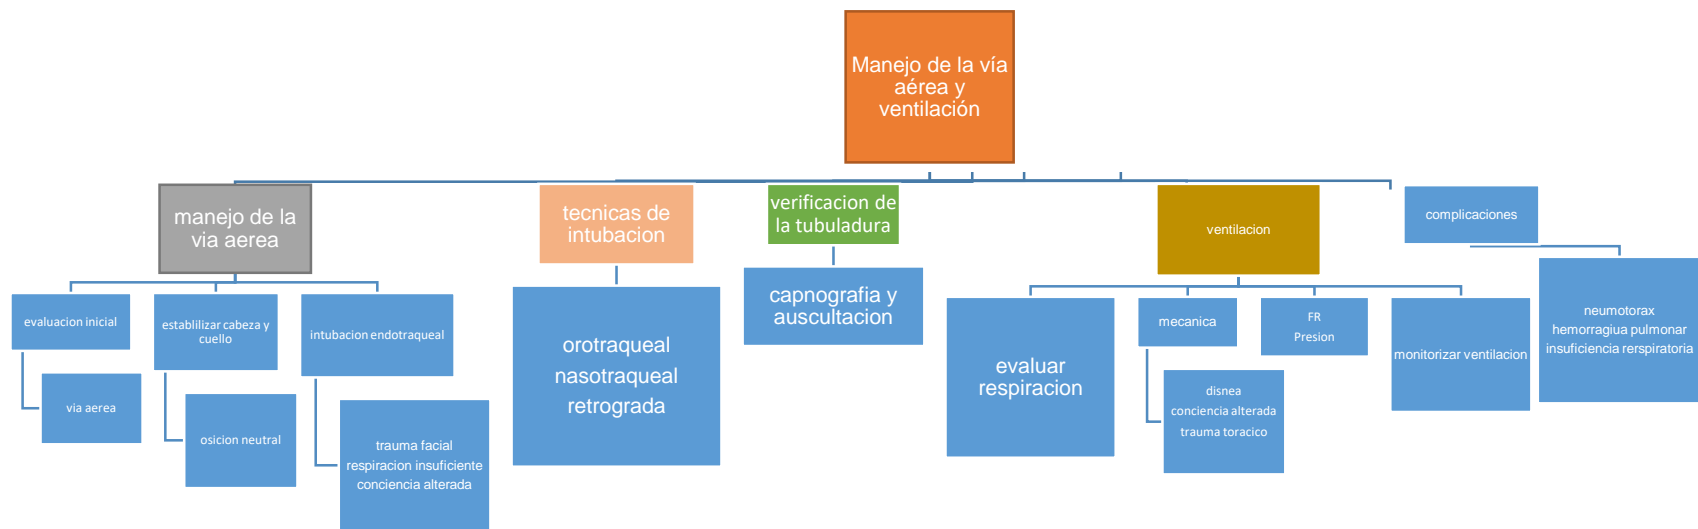 Manejo de la vía
aérea y
ventilación
manejo de la
via aerea
evaluacion inicial
via aerea
establilizar cabeza y
cuello
osicion neutral
intubacion endotraqueal
trauma facial
respiracion insuficiente
conciencia alterada
tecnicas de
intubacion
orotraqueal
nasotraqueal
retrograda
verificacion de
la tubuladura
capnografia y
auscultacion
ventilacion
evaluar
respiracion
mecanica
disnea
conciencia alterada
trauma toracico
FR
Presion
monitorizar ventilacion
complicaciones
neumotorax
hemorragiua pulmonar
insuficiencia rerspiratoria